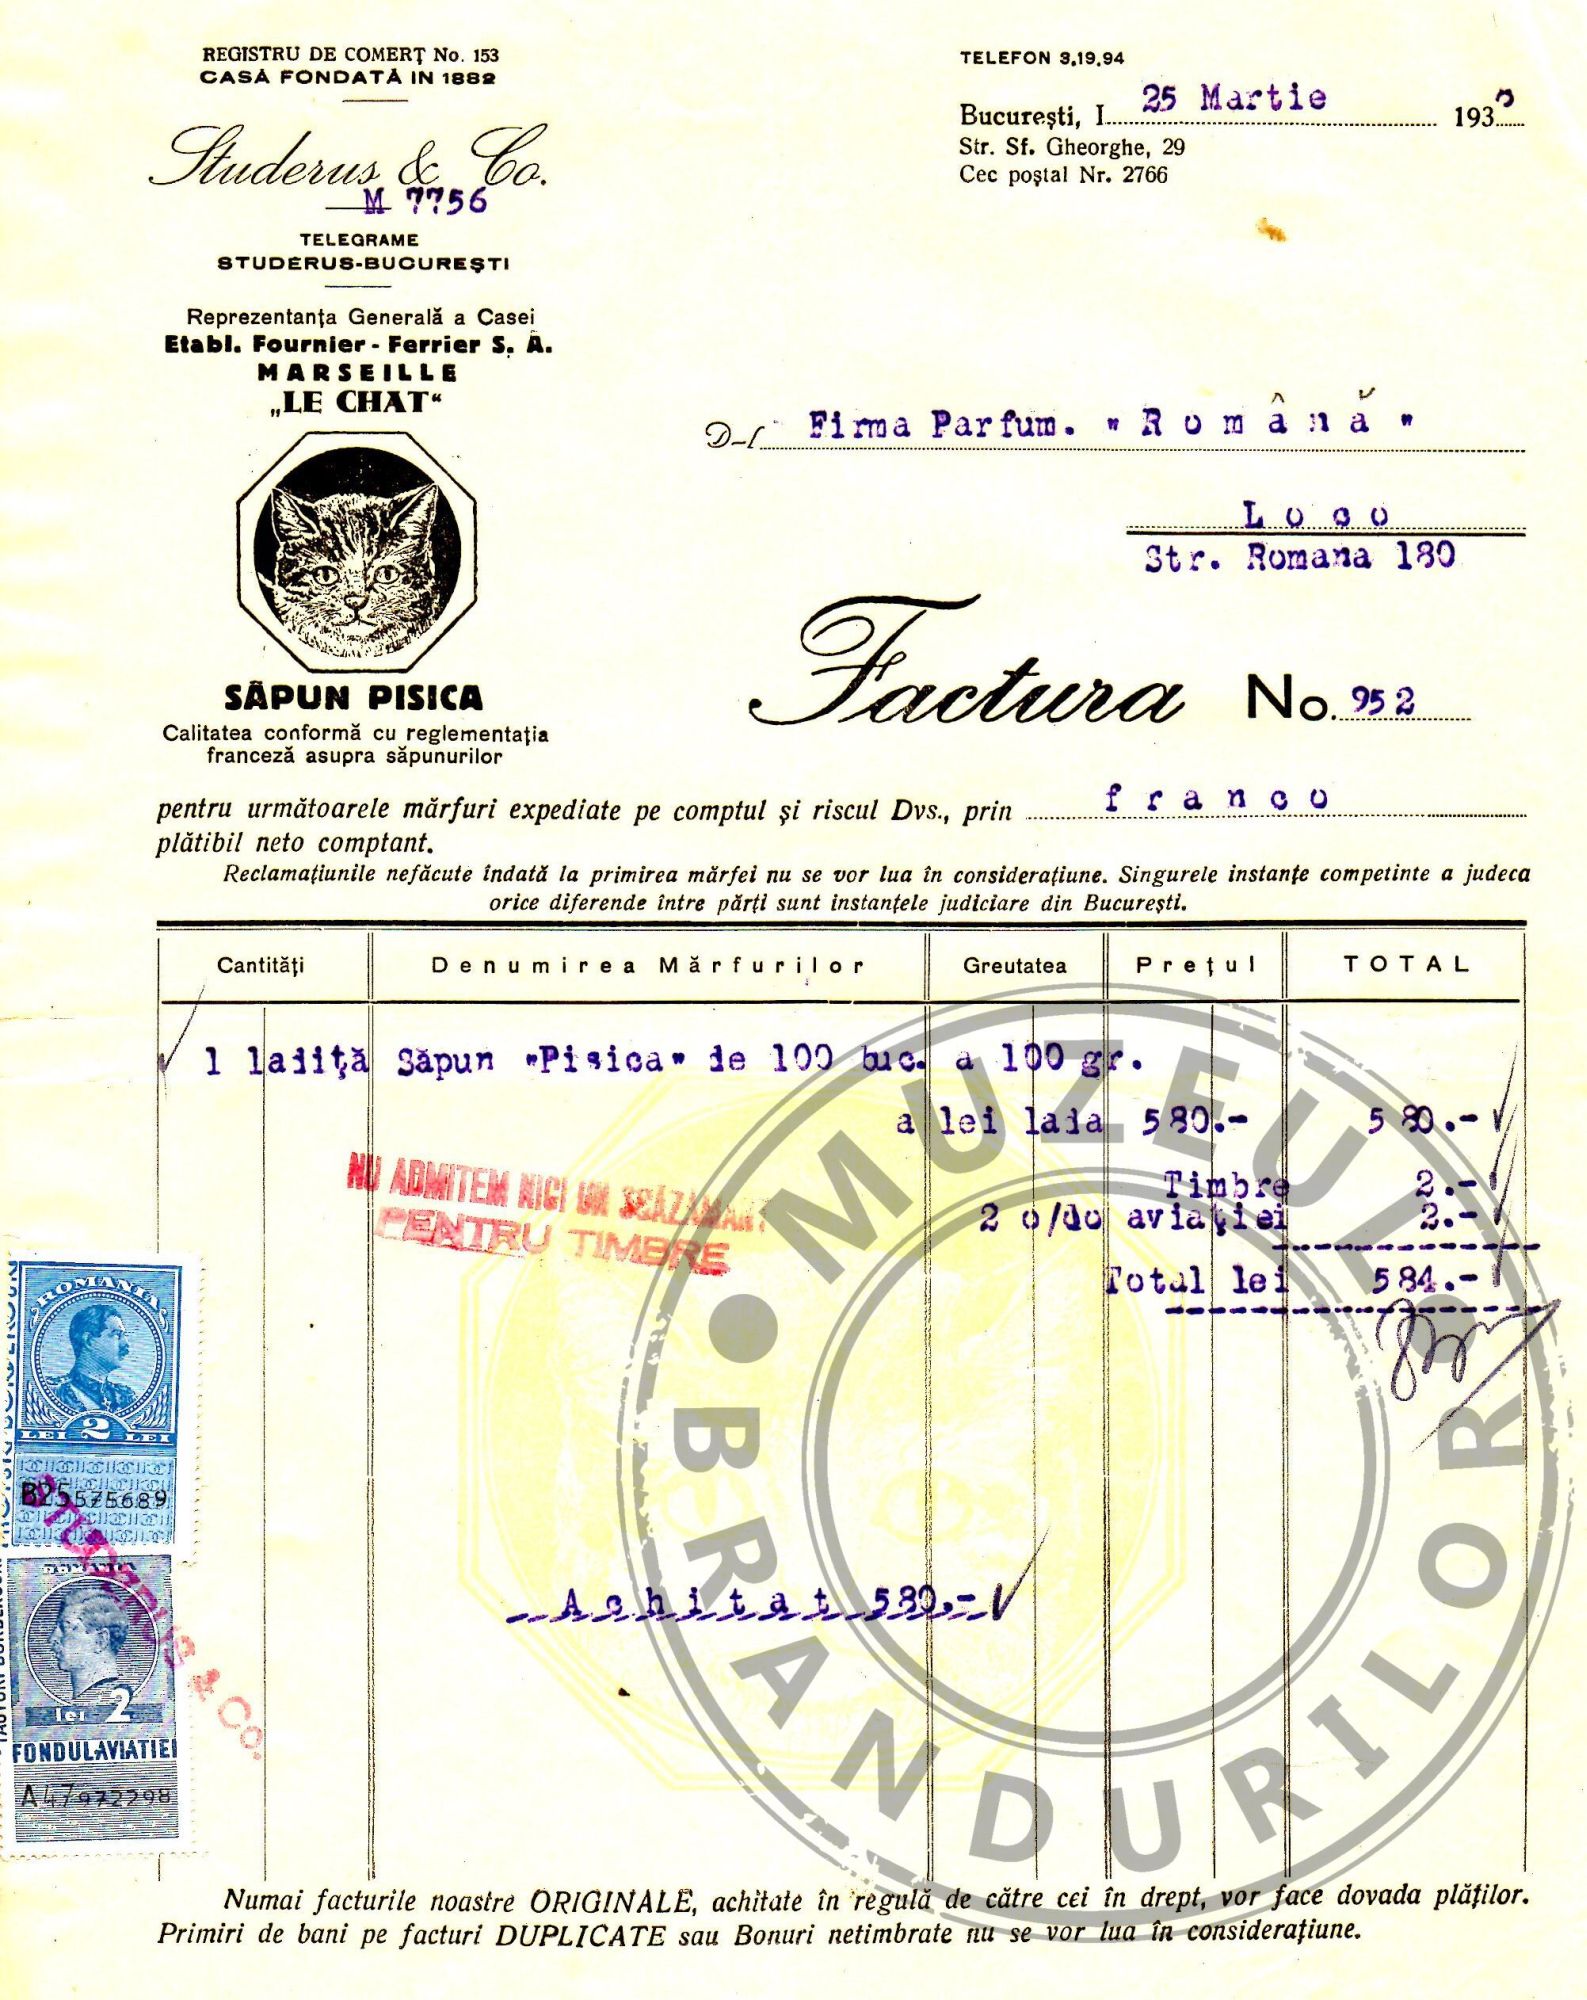 REGISTRU DE COMERȚ No. 153
CASĂ FONDATĂ IN 1882
Studerus & Co.
M 7756
TELEGRAME
STUDERUS-BUCUREȘTI
Reprezentanța Generală a Casei
Etabl. Fournier - Ferrier S. A.
MARSEILLE
„LE CHAT“
SĂPUN PISICA
Calitatea conformă cu reglementația
franceză asupra săpunurilor
TELEFON 3.19.94
București, I 25 Martie 193
Str. Sf. Gheorghe, 29
Cec poștal Nr. 2766
D-l Firma Parfum. "Română"
Loco
Str. Romana 180
Factura No. 952
pentru următoarele mărfuri expediate pe comptul și riscul Dvs., prin franco
plătibil neto comptant.
Reclamațiunile nefăcute îndată la primirea mărfei nu se vor lua în considerațiune. Singurele instanțe competinte a judeca
orice diferende între părți sunt instanțele judiciare din București.
Cantități Denumirea Mărfurilor Greutatea Prețul TOTAL
1 ladiță Săpun "Pisica" de 100 buc. a 100 gr.
a lei lada 580.- 580.-
Timbre 2.-
2 o/do aviației 2.-
Total lei 584.-
NU ADMITEM NICI UN SCĂZĂMÂNT
PENTRU TIMBRE
ROMANIA
LEI 2 LEI
B25575689
STUDERUS & Co.
ROMANIA
lei 2
FONDUL AVIATIEI
A47972298
Achitat 580.-
MUZEUL BRANDURILOR
Numai facturile noastre ORIGINALE, achitate în regulă de către cei în drept, vor face dovada plăților.
Primiri de bani pe facturi DUPLICATE sau Bonuri netimbrate nu se vor lua în considerațiune.